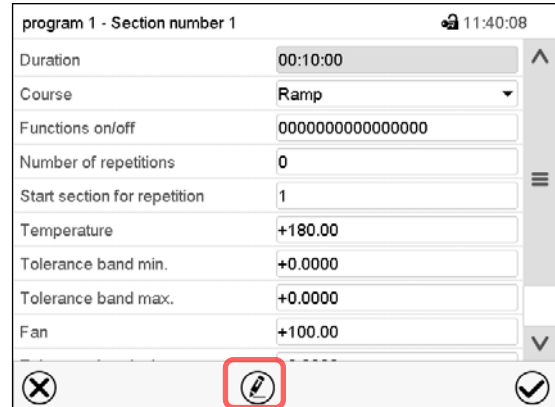 program 1 - Section number 1 11:40:08
Duration 00:10:00
Course Ramp
Functions on/off 0000000000000000
Number of repetitions 0
Start section for repetition 1
Temperature +180.00
Tolerance band min. +0.0000
Tolerance band max. +0.0000
Fan +100.00